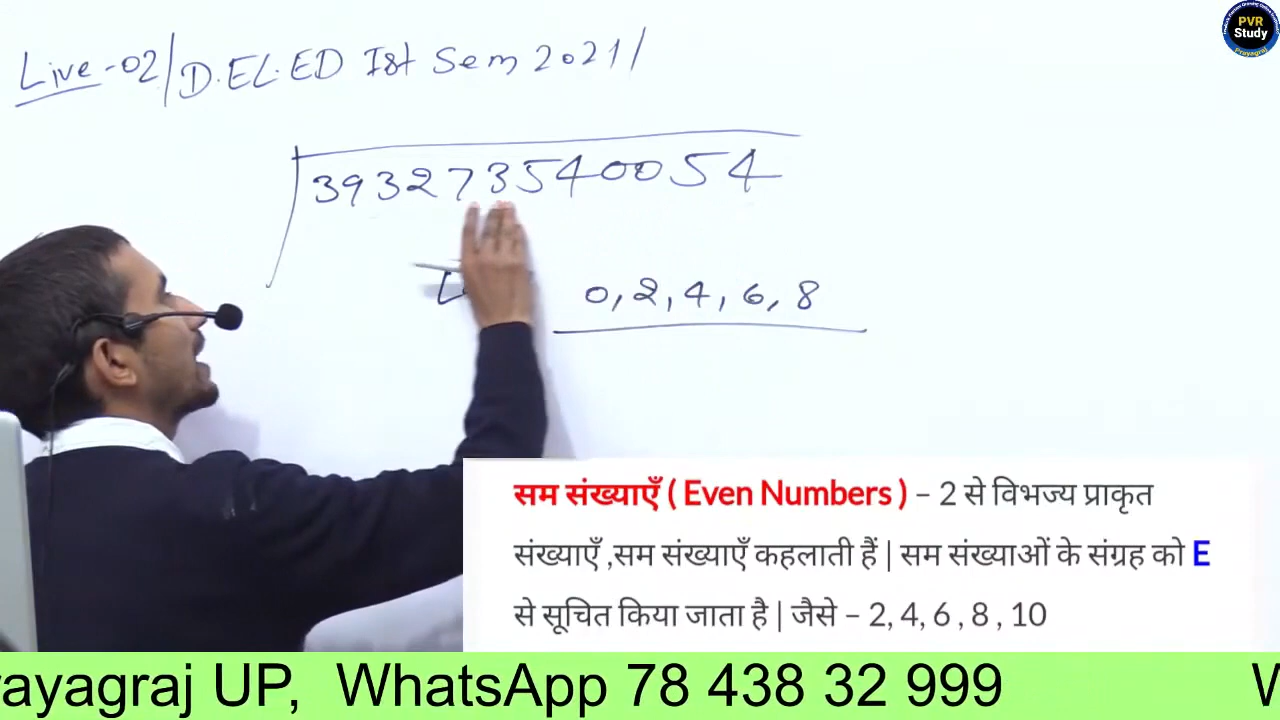 Live-02/D.EL.ED Ist Sem 2021/
PVR
Study
Prayagraj
393273540054
0, 2, 4, 6, 8
सम संख्याएँ ( Even Numbers ) – 2 से विभज्य प्राकृत
संख्याएँ ,सम संख्याएँ कहलाती हैं | सम संख्याओं के संग्रह को E
से सूचित किया जाता है | जैसे – 2, 4, 6 , 8 , 10
rayagraj UP, WhatsApp 78 438 32 999